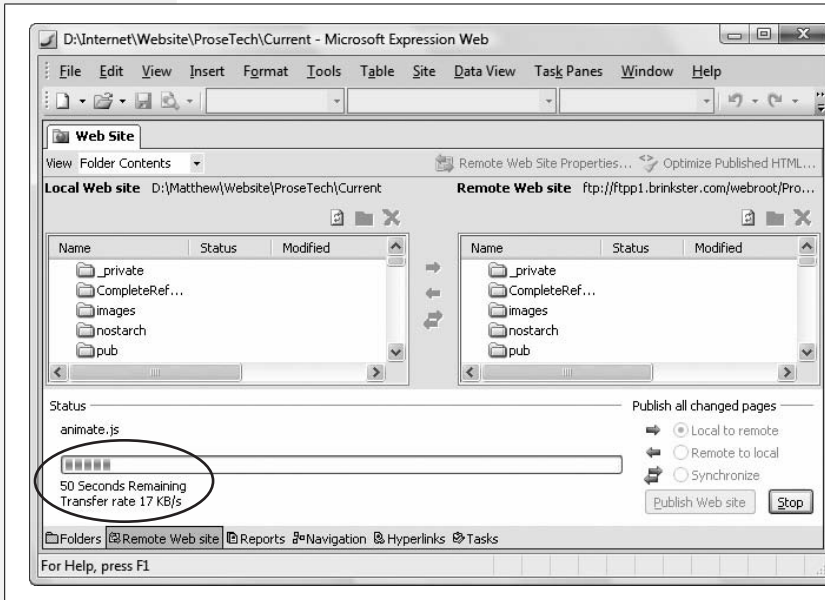 D:\Internet\Website\ProseTech\Current - Microsoft Expression Web
File Edit View Insert Format Tools Table Site Data View Task Panes Window Help
Web Site
View Folder Contents Remote Web Site Properties... Optimize Published HTML...
Local Web site D:\Matthew\Website\ProseTech\Current
Remote Web site ftp://ftpp1.brinkster.com/webroot/Pro...
Name Status Modified
_private
CompleteRef...
images
nostarch
pub
Name Status Modified
_private
CompleteRef...
images
nostarch
pub
Status
animate.js
50 Seconds Remaining
Transfer rate 17 KB/s
Publish all changed pages
Local to remote
Remote to local
Synchronize
Publish Web site Stop
Folders Remote Web site Reports Navigation Hyperlinks Tasks
For Help, press F1